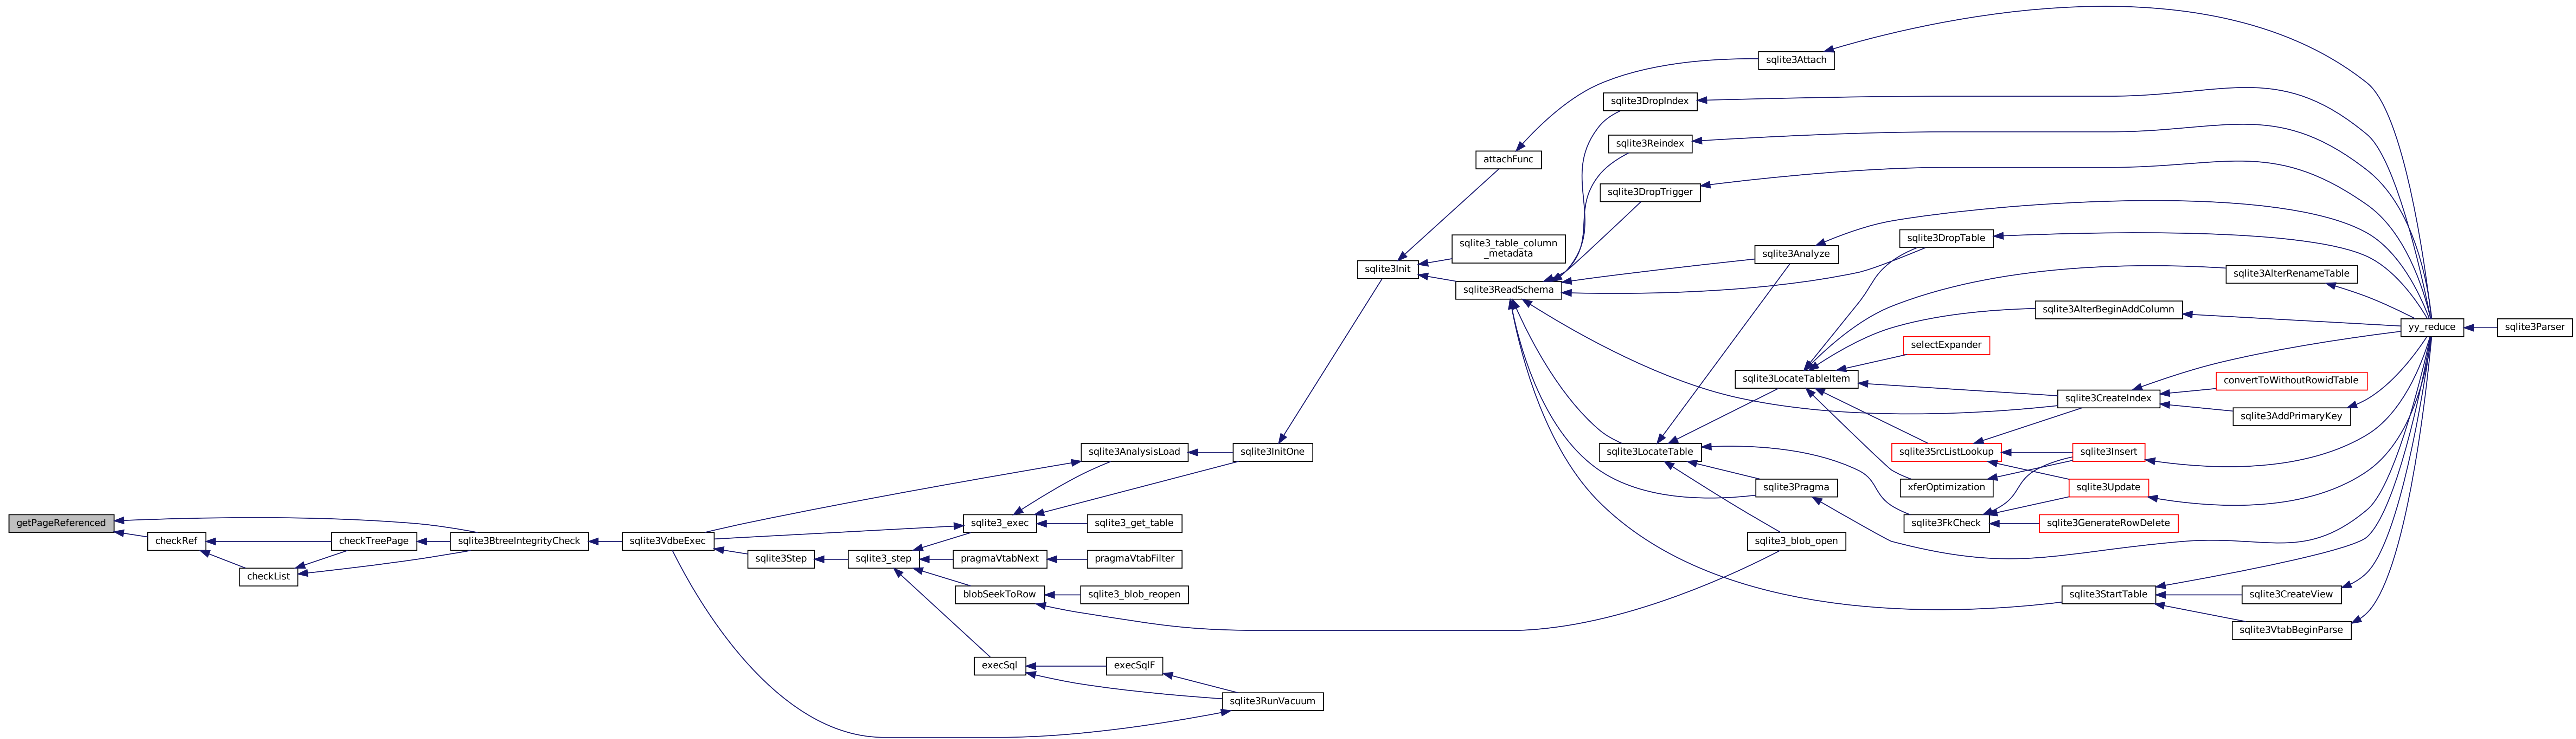 getPageReferenced
checkRef
checkList
checkTreePage
sqlite3BtreeIntegrityCheck
sqlite3VdbeExec
sqlite3Step
sqlite3_step
sqlite3_exec
pragmaVtabNext
blobSeekToRow
execSql
sqlite3AnalysisLoad
sqlite3_get_table
pragmaVtabFilter
sqlite3_blob_reopen
execSqlF
sqlite3RunVacuum
sqlite3InitOne
sqlite3Init
attachFunc
sqlite3_table_column
_metadata
sqlite3ReadSchema
sqlite3Attach
sqlite3DropIndex
sqlite3Reindex
sqlite3DropTrigger
sqlite3Analyze
sqlite3LocateTable
sqlite3LocateTableItem
sqlite3Pragma
sqlite3_blob_open
sqlite3DropTable
selectExpander
sqlite3SrcListLookup
xferOptimization
sqlite3FkCheck
sqlite3AlterRenameTable
sqlite3AlterBeginAddColumn
sqlite3CreateIndex
convertToWithoutRowidTable
sqlite3AddPrimaryKey
sqlite3Insert
sqlite3Update
sqlite3GenerateRowDelete
sqlite3StartTable
sqlite3CreateView
sqlite3VtabBeginParse
yy_reduce
sqlite3Parser